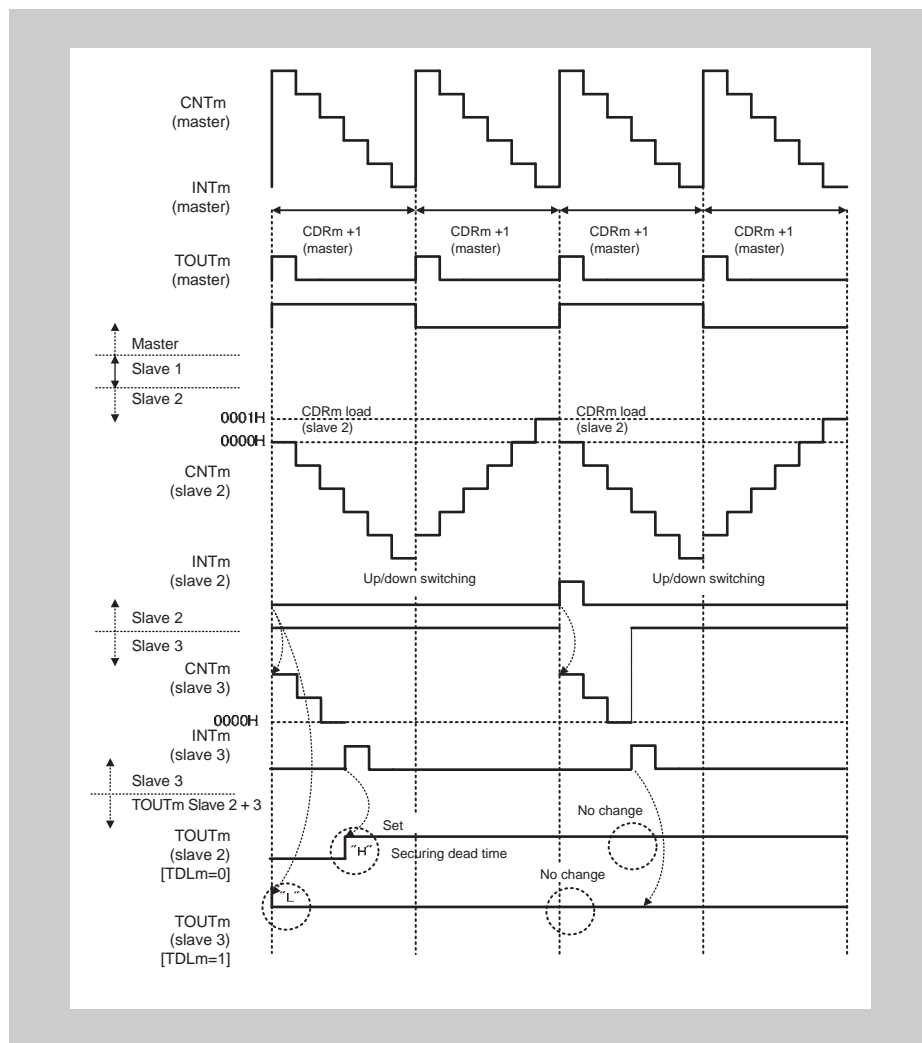 CNTm
(master)
INTm
(master)
CDRm +1
(master)
CDRm +1
(master)
CDRm +1
(master)
CDRm +1
(master)
TOUTm
(master)
Master
Slave 1
Slave 2
0001H
CDRm load
(slave 2)
CDRm load
(slave 2)
0000H
CNTm
(slave 2)
INTm
(slave 2)
Up/down switching
Up/down switching
Slave 2
Slave 3
CNTm
(slave 3)
0000H
INTm
(slave 3)
Slave 3
TOUTm Slave 2 + 3
No change
Set
TOUTm
(slave 2)
[TDLm=0]
"H"
Securing dead time
No change
"L"
TOUTm
(slave 3)
[TDLm=1]